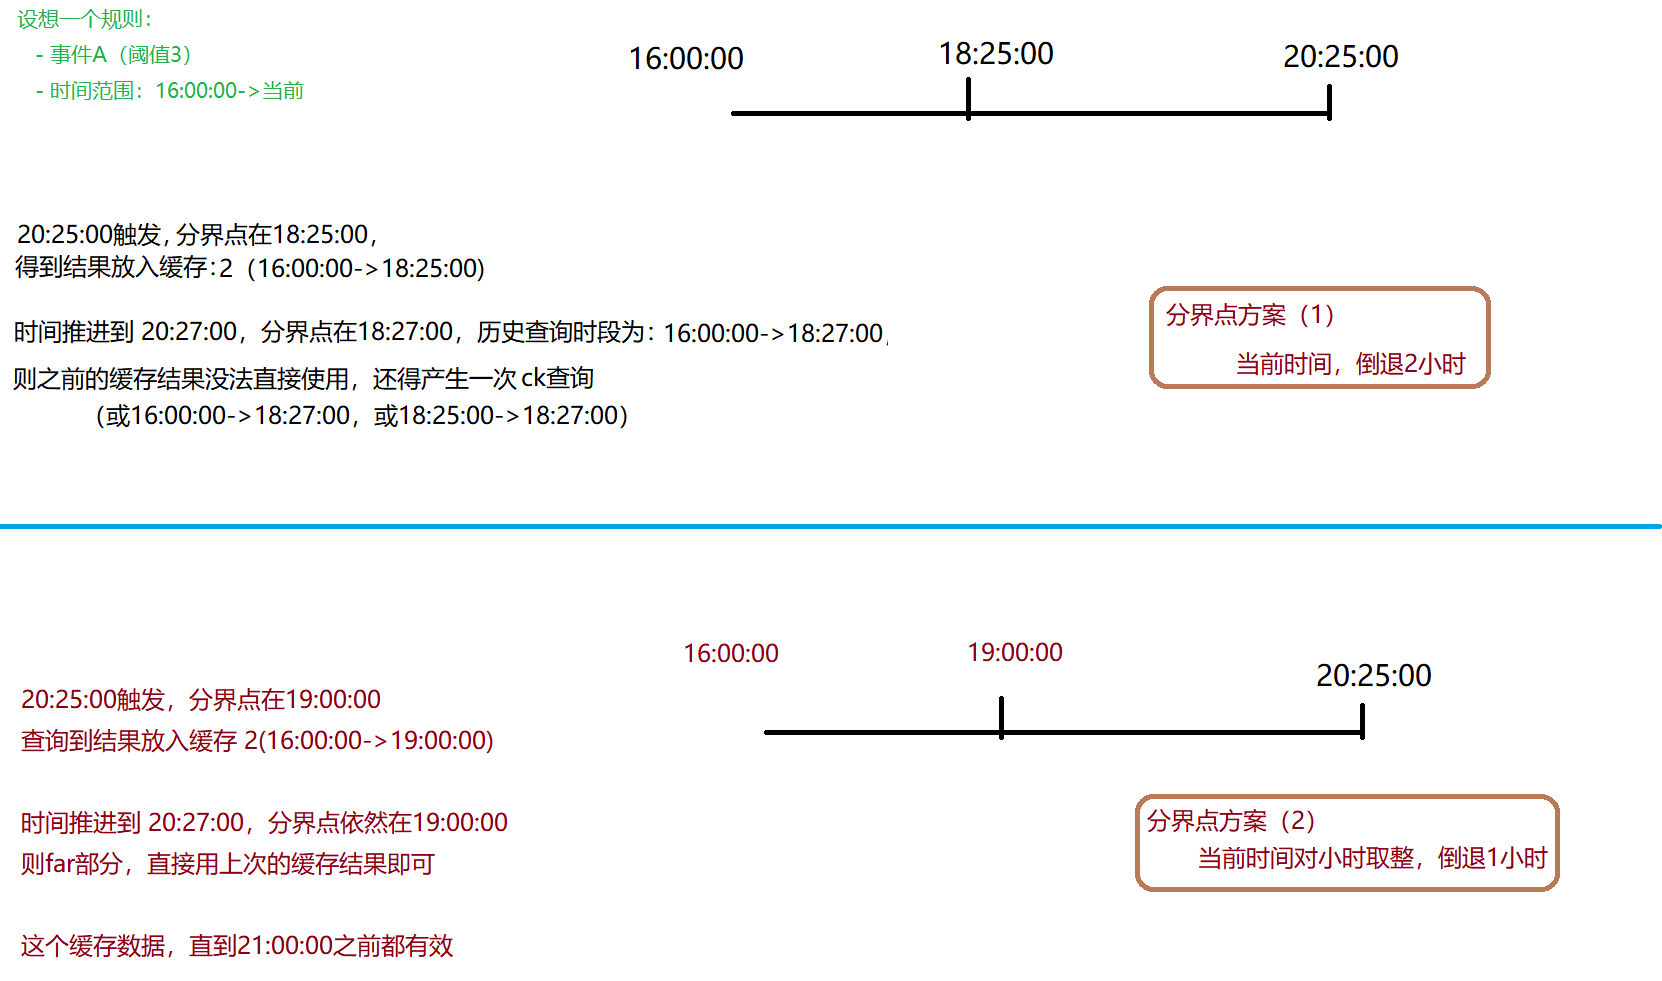 设想一个规则：
- 事件A（阈值3）
- 时间范围：16:00:00->当前
16:00:00
18:25:00
20:25:00
20:25:00触发，分界点在18:25:00，
得到结果放入缓存：2（16:00:00->18:25:00)
时间推进到 20:27:00，分界点在18:27:00，历史查询时段为：16:00:00->18:27:00,
则之前的缓存结果没法直接使用，还得产生一次 ck查询
（或16:00:00->18:27:00，或18:25:00->18:27:00）
分界点方案（1）
当前时间，倒退2小时
16:00:00
19:00:00
20:25:00
20:25:00触发，分界点在19:00:00
查询到结果放入缓存 2(16:00:00->19:00:00)
时间推进到 20:27:00，分界点依然在19:00:00
则far部分，直接用上次的缓存结果即可
这个缓存数据，直到21:00:00之前都有效
分界点方案（2）
当前时间对小时取整，倒退1小时